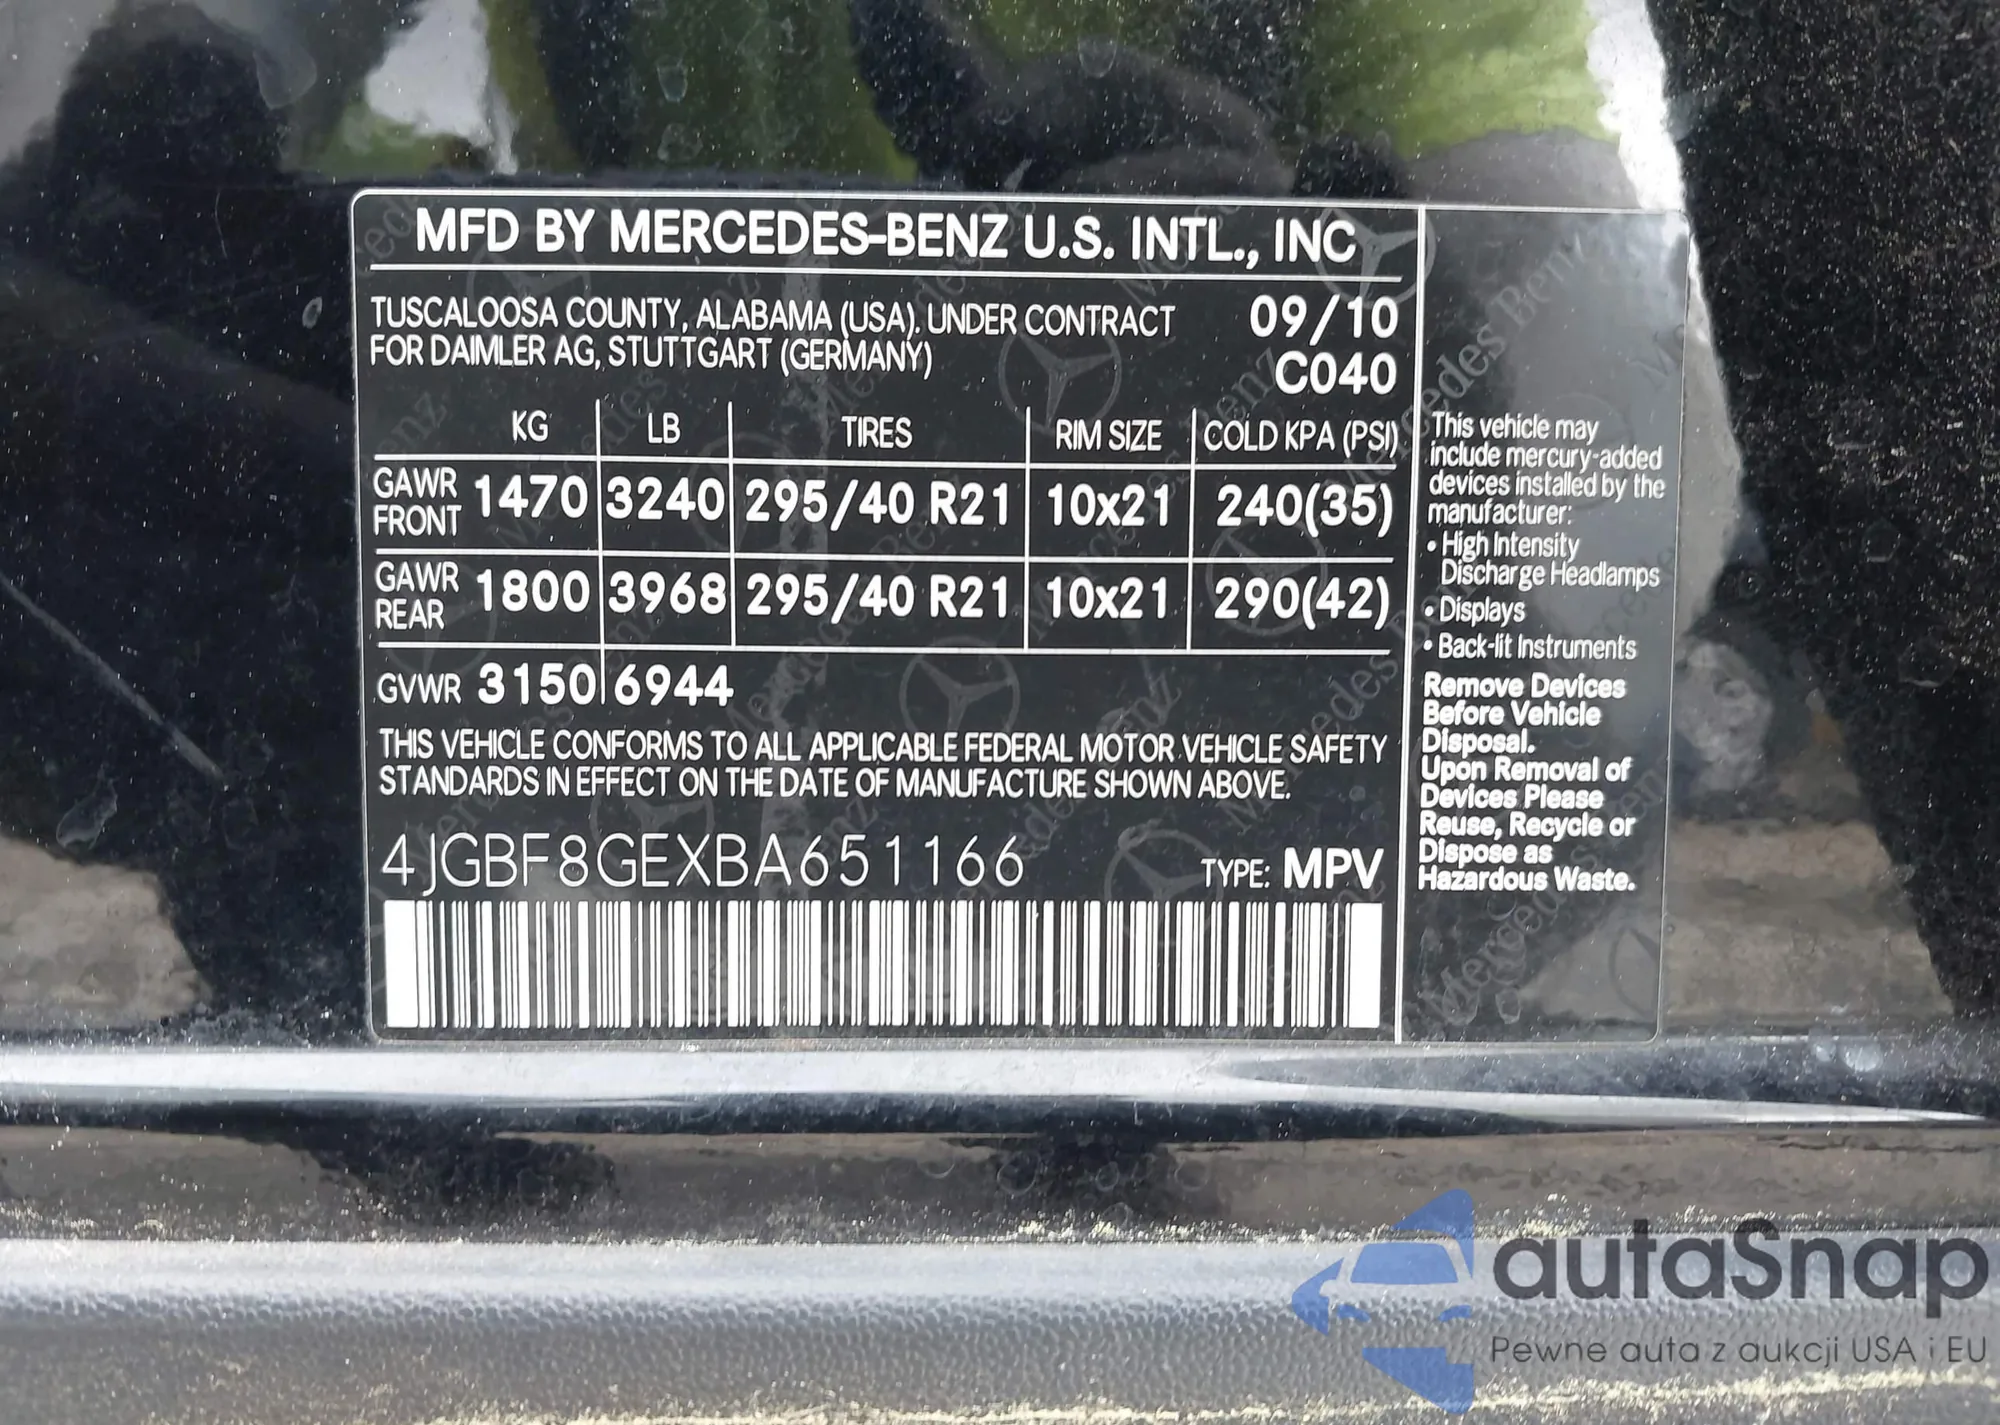 MFD BY MERCEDES-BENZ U.S. INTL., INC
TUSCALOOSA COUNTY, ALABAMA (USA). UNDER CONTRACT
FOR DAIMLER AG, STUTTGART (GERMANY)
09/10
C040
KG LB TIRES RIM SIZE COLD KPA (PSI)
GAWR FRONT 1470 3240 295/40 R21 10x21 240(35)
GAWR REAR 1800 3968 295/40 R21 10x21 290(42)
GVWR 3150 6944
THIS VEHICLE CONFORMS TO ALL APPLICABLE FEDERAL MOTOR VEHICLE SAFETY
STANDARDS IN EFFECT ON THE DATE OF MANUFACTURE SHOWN ABOVE.
4JGBF8GEXBA651166
TYPE: MPV
This vehicle may
include mercury-added
devices installed by the
manufacturer:
• High Intensity
Discharge Headlamps
• Displays
• Back-lit Instruments
Remove Devices
Before Vehicle
Disposal.
Upon Removal of
Devices Please
Reuse, Recycle or
Dispose as
Hazardous Waste.
autaSnap
Pewne auta z aukcji USA i EU